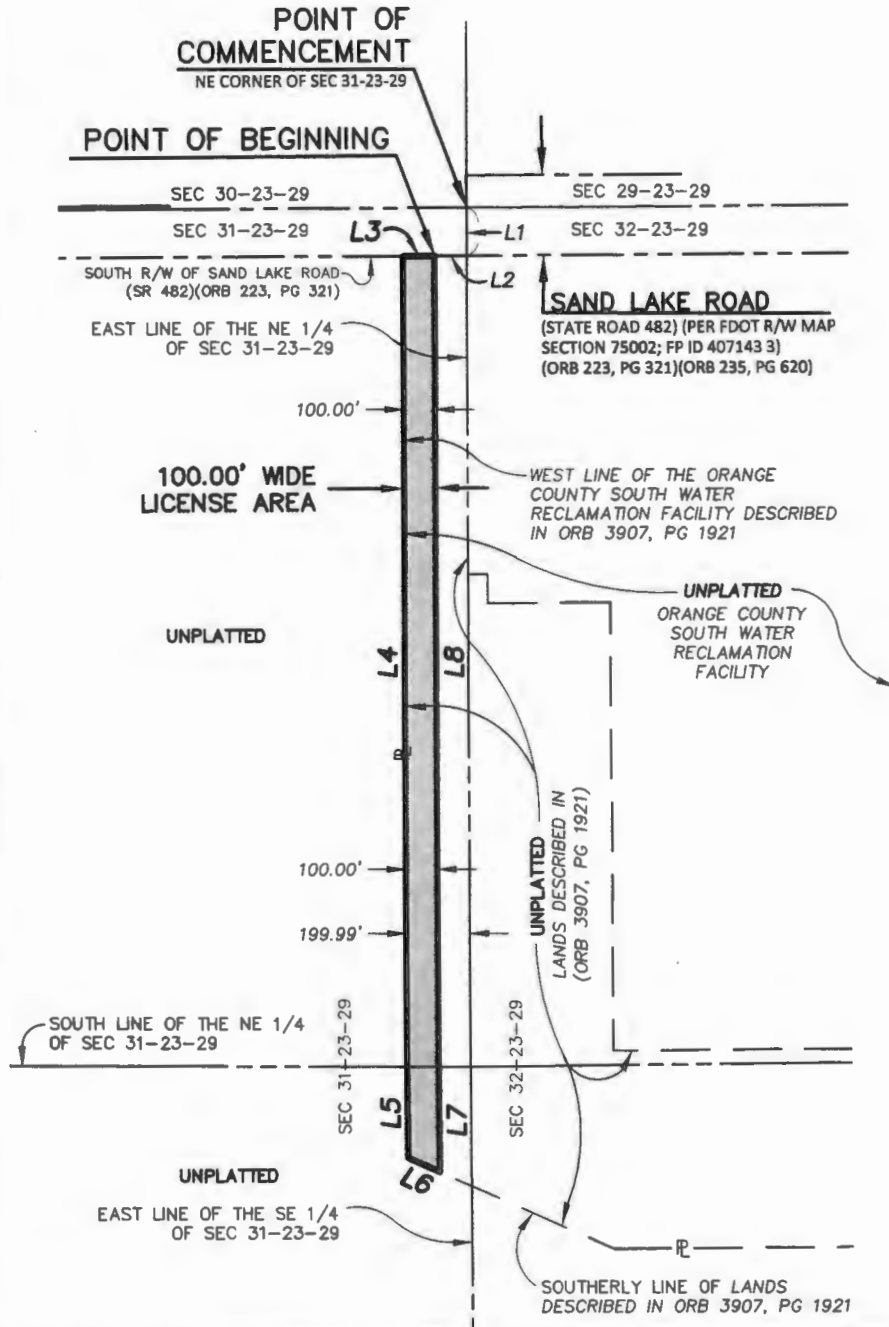 POINT OF
COMMENCEMENT
NE CORNER OF SEC 31-23-29
POINT OF BEGINNING
SEC 30-23-29
SEC 29-23-29
SEC 31-23-29
L3
L1
SEC 32-23-29
SOUTH R/W OF SAND LAKE ROAD
(SR 482)(ORB 223, PG 321)
L2
SAND LAKE ROAD
(STATE ROAD 482) (PER FDOT R/W MAP
SECTION 75002; FP ID 407143 3)
(ORB 223, PG 321)(ORB 235, PG 620)
EAST LINE OF THE NE 1/4
OF SEC 31-23-29
100.00'
100.00' WIDE
LICENSE AREA
WEST LINE OF THE ORANGE
COUNTY SOUTH WATER
RECLAMATION FACILITY DESCRIBED
IN ORB 3907, PG 1921
UNPLATTED
ORANGE COUNTY
SOUTH WATER
RECLAMATION
FACILITY
UNPLATTED
L4
L8
UNPLATTED
LANDS DESCRIBED IN
(ORB 3907, PG 1921)
100.00'
199.99'
SOUTH LINE OF THE NE 1/4
OF SEC 31-23-29
SEC 31-23-29
SEC 32-23-29
L5
L7
L6
UNPLATTED
EAST LINE OF THE SE 1/4
OF SEC 31-23-29
PL
SOUTHERLY LINE OF LANDS
DESCRIBED IN ORB 3907, PG 1921